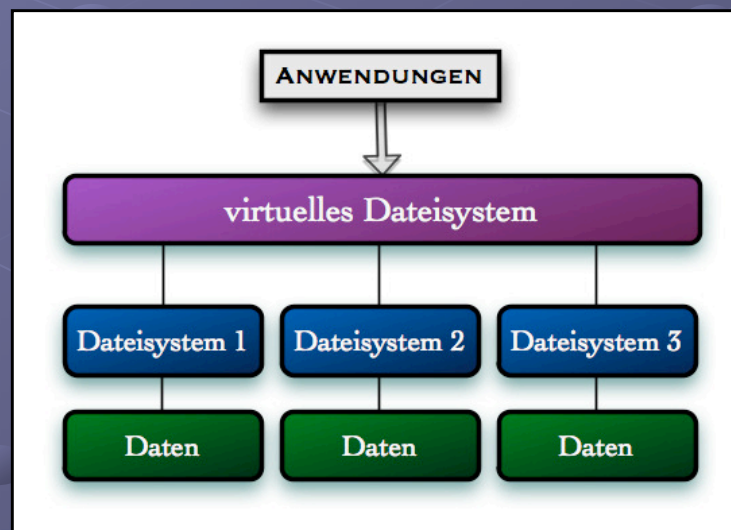 ANWENDUNGEN
virtuelles Dateisystem
Dateisystem 1 Dateisystem 2 Dateisystem 3
Daten Daten Daten